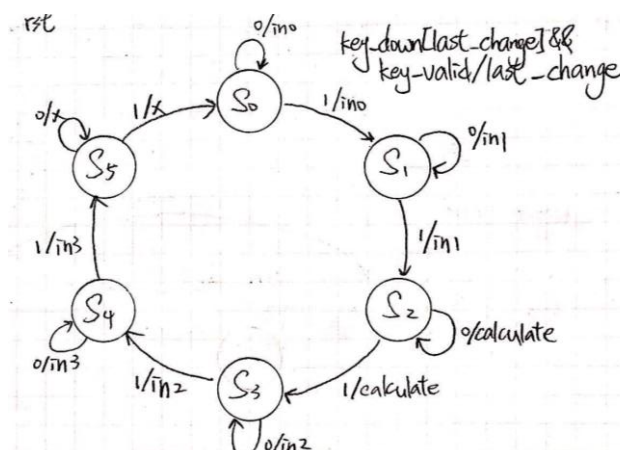 rst
0/in0
key_down[last_change] &&
key_valid/last_change
S0
1/x
1/in0
0/x
0/in1
S5
S1
1/in3
1/in1
S4
S2
0/calculate
0/in3
1/in2
S3
1/calculate
0/in2